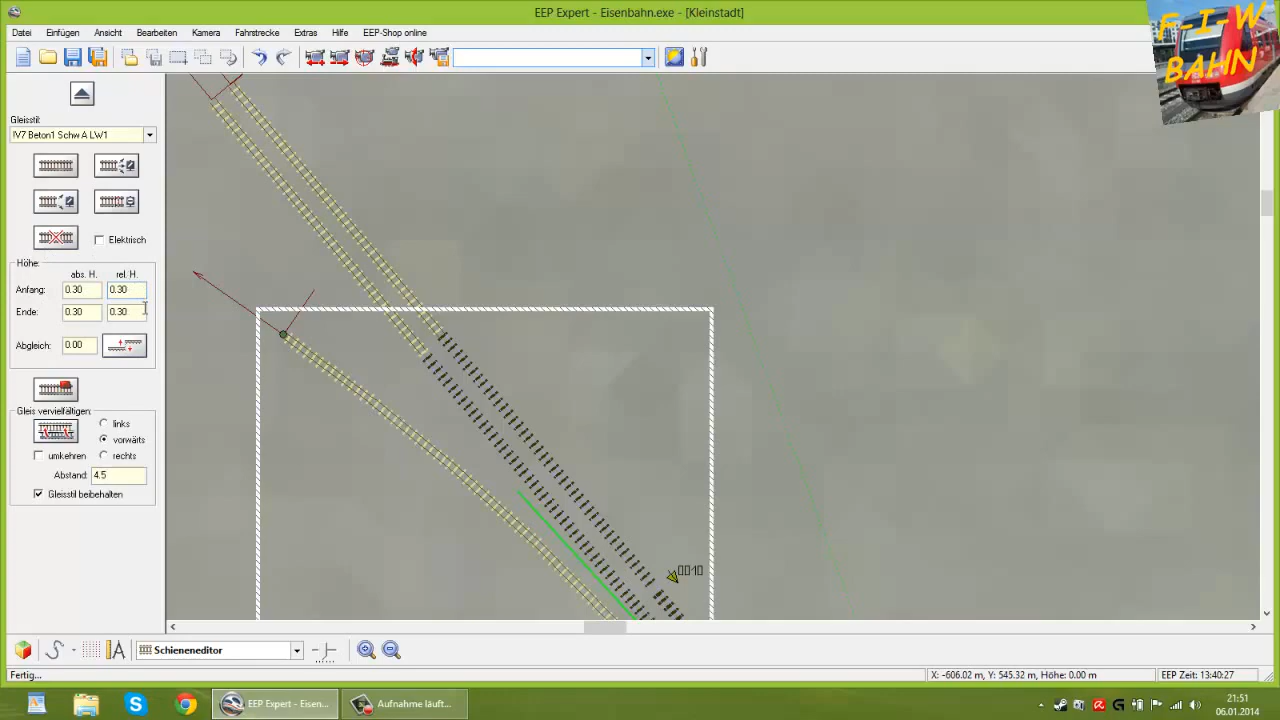 EEP Expert - Eisenbahn.exe - [Kleinstadt]
F-I-W
BAHN
Datei Einfügen Ansicht Bearbeiten Kamera Fahrstrecke Extras Hilfe EEP-Shop online
Gleisstil:
!V7 Beton1 Schw A LW1
Elektrisch
Höhe:
abs. H. rel. H.
Anfang: 0.30 0.30
Ende: 0.30 0.30
Abgleich: 0.00
Gleis vervielfältigen:
links
vorwärts
umkehren rechts
Abstand: 4.5
Gleisstil beibehalten
0010
Schieneneditor
Fertig... X: -606.02 m, Y: 545.32 m, Höhe: 0.00 m EEP Zeit: 13:40:27
EEP Expert - Eisen... Aufnahme läuft...
21:51
06.01.2014